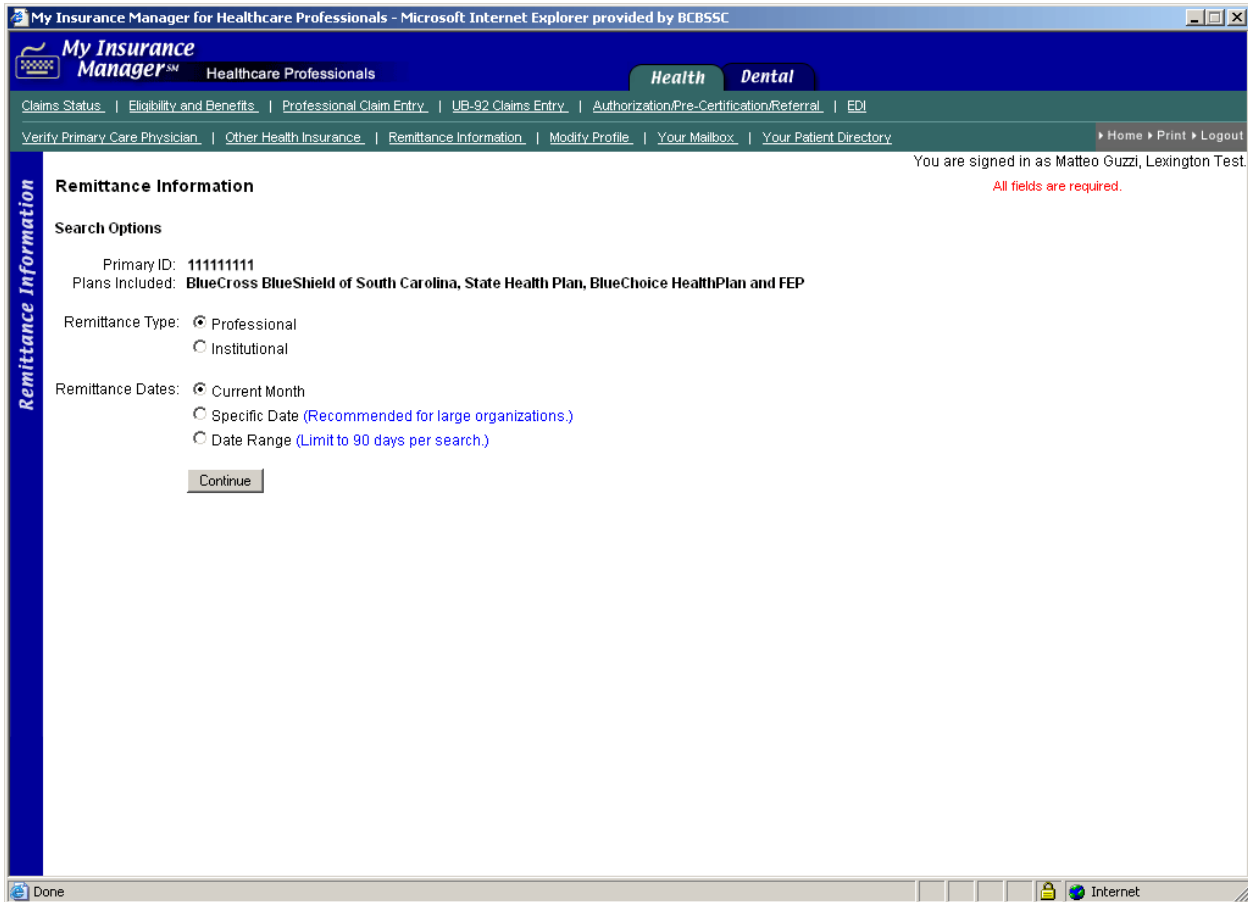 My Insurance Manager for Healthcare Professionals - Microsoft Internet Explorer provided by BCBSSC
My Insurance
Manager SM Healthcare Professionals
Health Dental
Claims Status | Eligibility and Benefits | Professional Claim Entry | UB-92 Claims Entry | Authorization/Pre-Certification/Referral | EDI
Verify Primary Care Physician | Other Health Insurance | Remittance Information | Modify Profile | Your Mailbox | Your Patient Directory
Home Print Logout
You are signed in as Matteo Guzzi, Lexington Test.
Remittance Information
Remittance Information
All fields are required.
Search Options
Primary ID: 111111111
Plans Included: BlueCross BlueShield of South Carolina, State Health Plan, BlueChoice HealthPlan and FEP
Remittance Type: Professional
Institutional
Remittance Dates: Current Month
Specific Date (Recommended for large organizations.)
Date Range (Limit to 90 days per search.)
Continue
Done
Internet